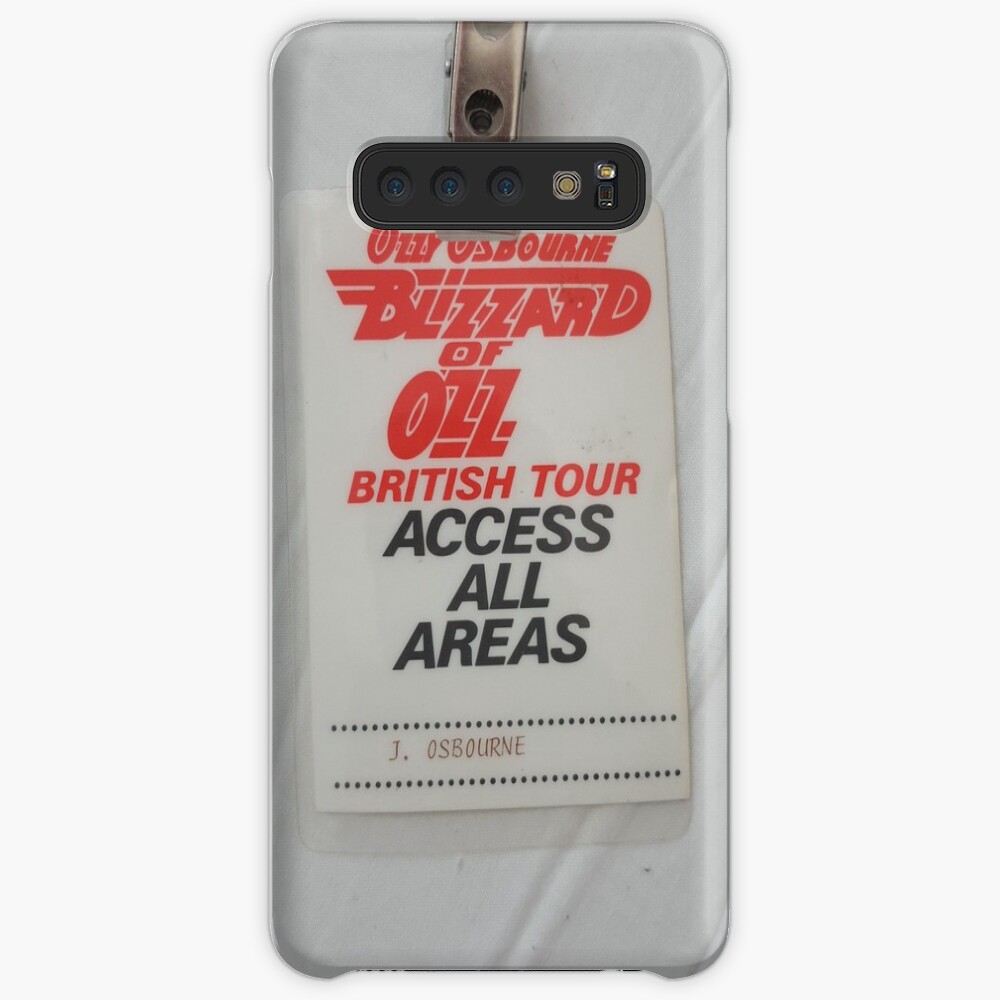 OZZY OSBOURNE
BLIZZARD
OF
OZZ
BRITISH TOUR
ACCESS
ALL
AREAS
J. OSBOURNE